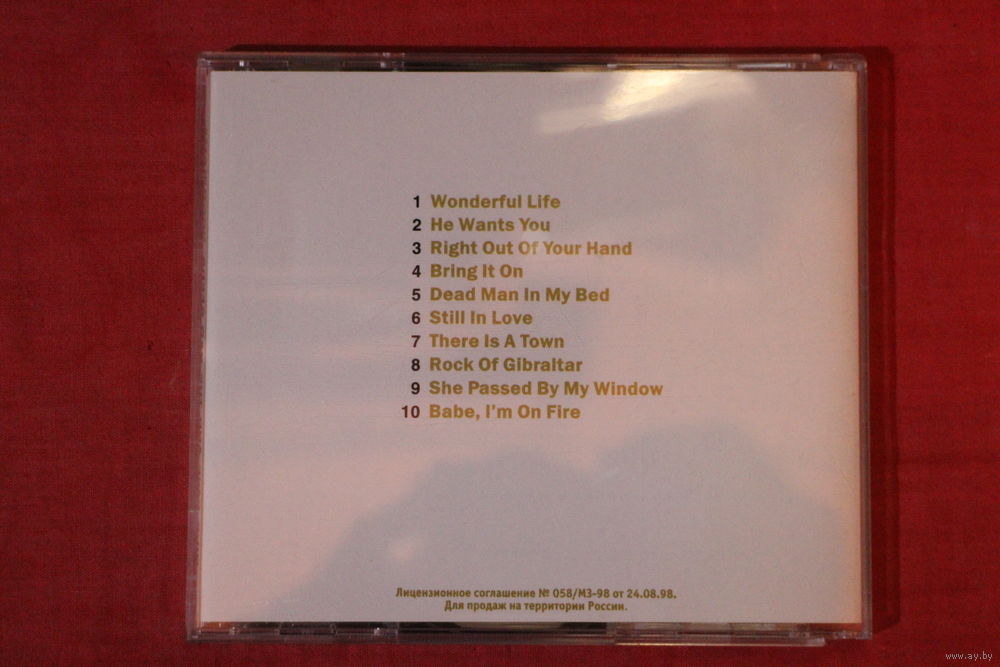 1 Wonderful Life
2 He Wants You
3 Right Out Of Your Hand
4 Bring It On
5 Dead Man In My Bed
6 Still In Love
7 There Is A Town
8 Rock Of Gibraltar
9 She Passed By My Window
10 Babe, I'm On Fire
Лицензионное соглашение № 058/МЗ-98 от 24.08.98.
Для продаж на территории России.
www.ay.by